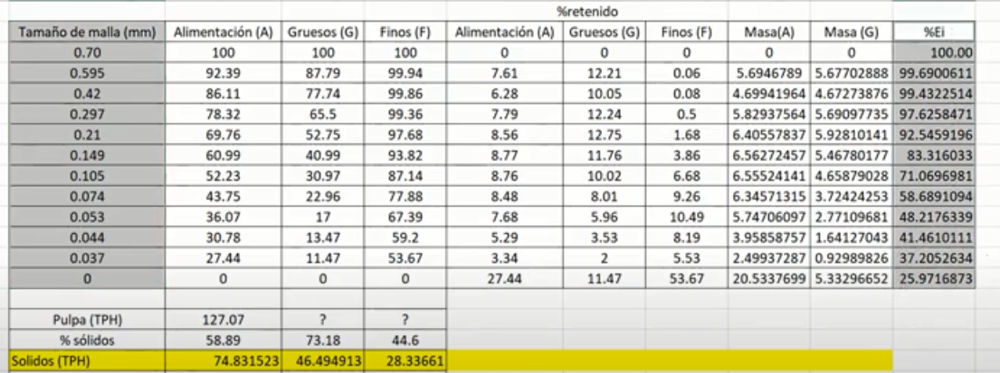 %retenido
Tamaño de malla (mm) Alimentación (A) Gruesos (G) Finos (F) Alimentación (A) Gruesos (G) Finos (F) Masa(A) Masa (G) %Ei
0.70 100 100 100 0 0 0 0 0 100.00
0.595 92.39 87.79 99.94 7.61 12.21 0.06 5.6946789 5.67702888 99.6900611
0.42 86.11 77.74 99.86 6.28 10.05 0.08 4.69941964 4.67273876 99.4322514
0.297 78.32 65.5 99.36 7.79 12.24 0.5 5.82937564 5.69097735 97.6258471
0.21 69.76 52.75 97.68 8.56 12.75 1.68 6.40557837 5.92810141 92.5459196
0.149 60.99 40.99 93.82 8.77 11.76 3.86 6.56272457 5.46780177 83.316033
0.105 52.23 30.97 87.14 8.76 10.02 6.68 6.55524141 4.65879028 71.0696981
0.074 43.75 22.96 77.88 8.48 8.01 9.26 6.34571315 3.72424253 58.6891094
0.053 36.07 17 67.39 7.68 5.96 10.49 5.74706097 2.77109681 48.2176339
0.044 30.78 13.47 59.2 5.29 3.53 8.19 3.95858757 1.64127043 41.4610111
0.037 27.44 11.47 53.67 3.34 2 5.53 2.49937287 0.92989826 37.2052634
0 0 0 0 27.44 11.47 53.67 20.5337699 5.33296652 25.9716873
Pulpa (TPH) 127.07 ? ?
% sólidos 58.89 73.18 44.6
Solidos (TPH) 74.831523 46.494913 28.33661